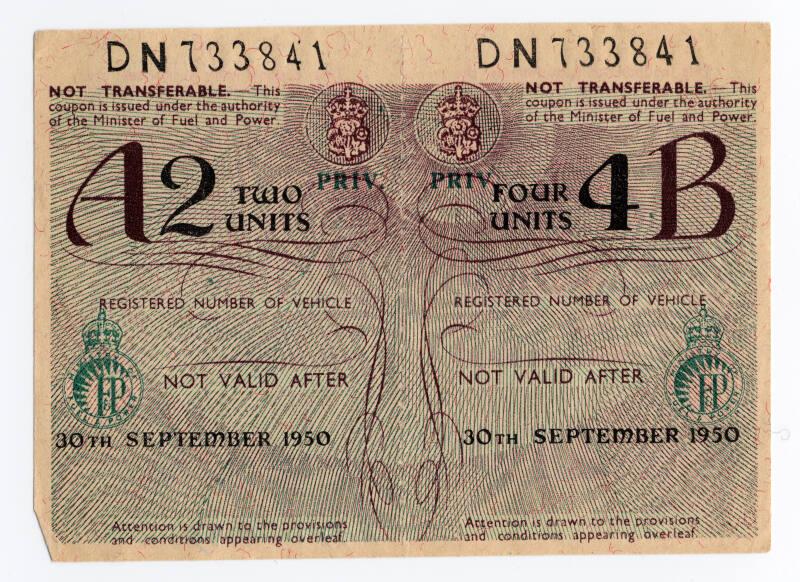 DN733841
NOT TRANSFERABLE.—This
coupon is issued under the authority
of the Minister of Fuel and Power.
PRIV.
A 2 TWO
UNITS
REGISTERED NUMBER OF VEHICLE
FP
NOT VALID AFTER
30TH SEPTEMBER 1950
Attention is drawn to the provisions
and conditions appearing overleaf.
DN733841
NOT TRANSFERABLE.—This
coupon is issued under the authority
of the Minister of Fuel and Power.
PRIV.
FOUR 4 B
UNITS
REGISTERED NUMBER OF VEHICLE
FP
NOT VALID AFTER
30TH SEPTEMBER 1950
Attention is drawn to the provisions
and conditions appearing overleaf.